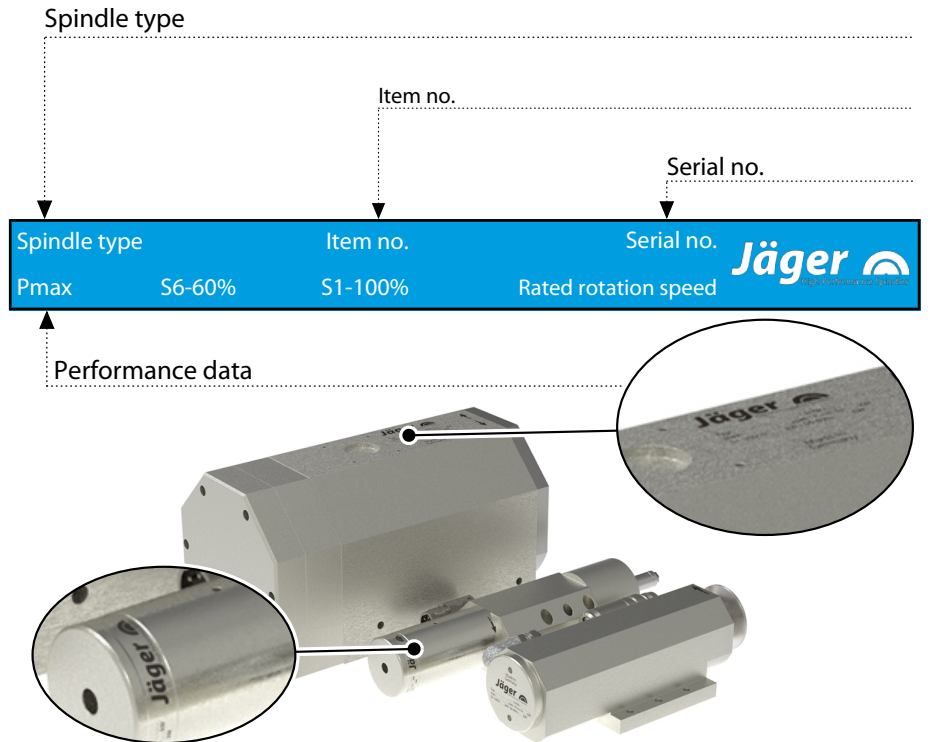 Spindle type
Item no.
Serial no.
Spindle type Item no. Serial no.
Jäger
Pmax S6-60% S1-100% Rated rotation speed
Performance data
Jäger
Jäger
Jäger
Jäger